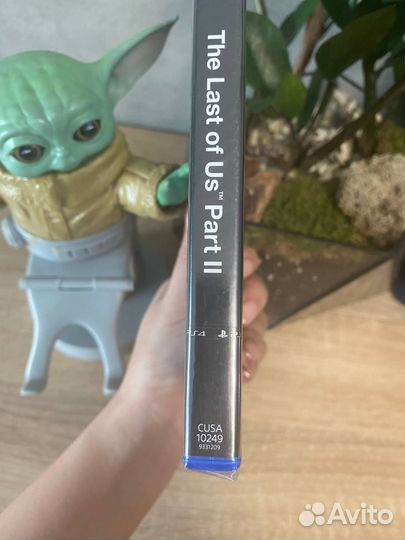 The Last of Us™ Part II
PS4
CUSA
10249
9331209
Avito